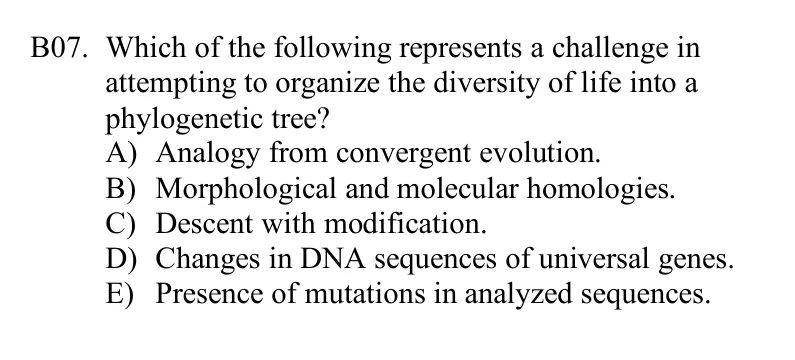 B07. Which of the following represents a challenge in
attempting to organize the diversity of life into a
phylogenetic tree?
A) Analogy from convergent evolution.
B) Morphological and molecular homologies.
C) Descent with modification.
D) Changes in DNA sequences of universal genes.
E) Presence of mutations in analyzed sequences.